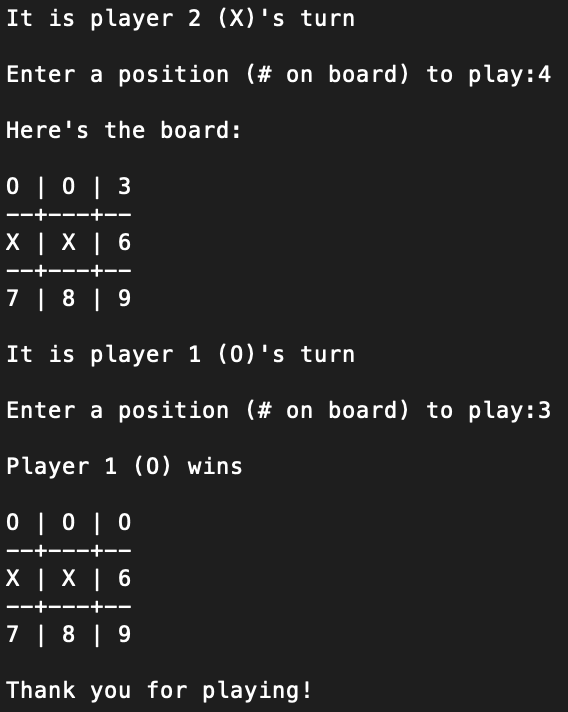 It is player 2 (X)'s turn
Enter a position (# on board) to play:4
Here's the board:
O | O | 3
--+---+--
X | X | 6
--+---+--
7 | 8 | 9
It is player 1 (O)'s turn
Enter a position (# on board) to play:3
Player 1 (O) wins
O | O | O
--+---+--
X | X | 6
--+---+--
7 | 8 | 9
Thank you for playing!